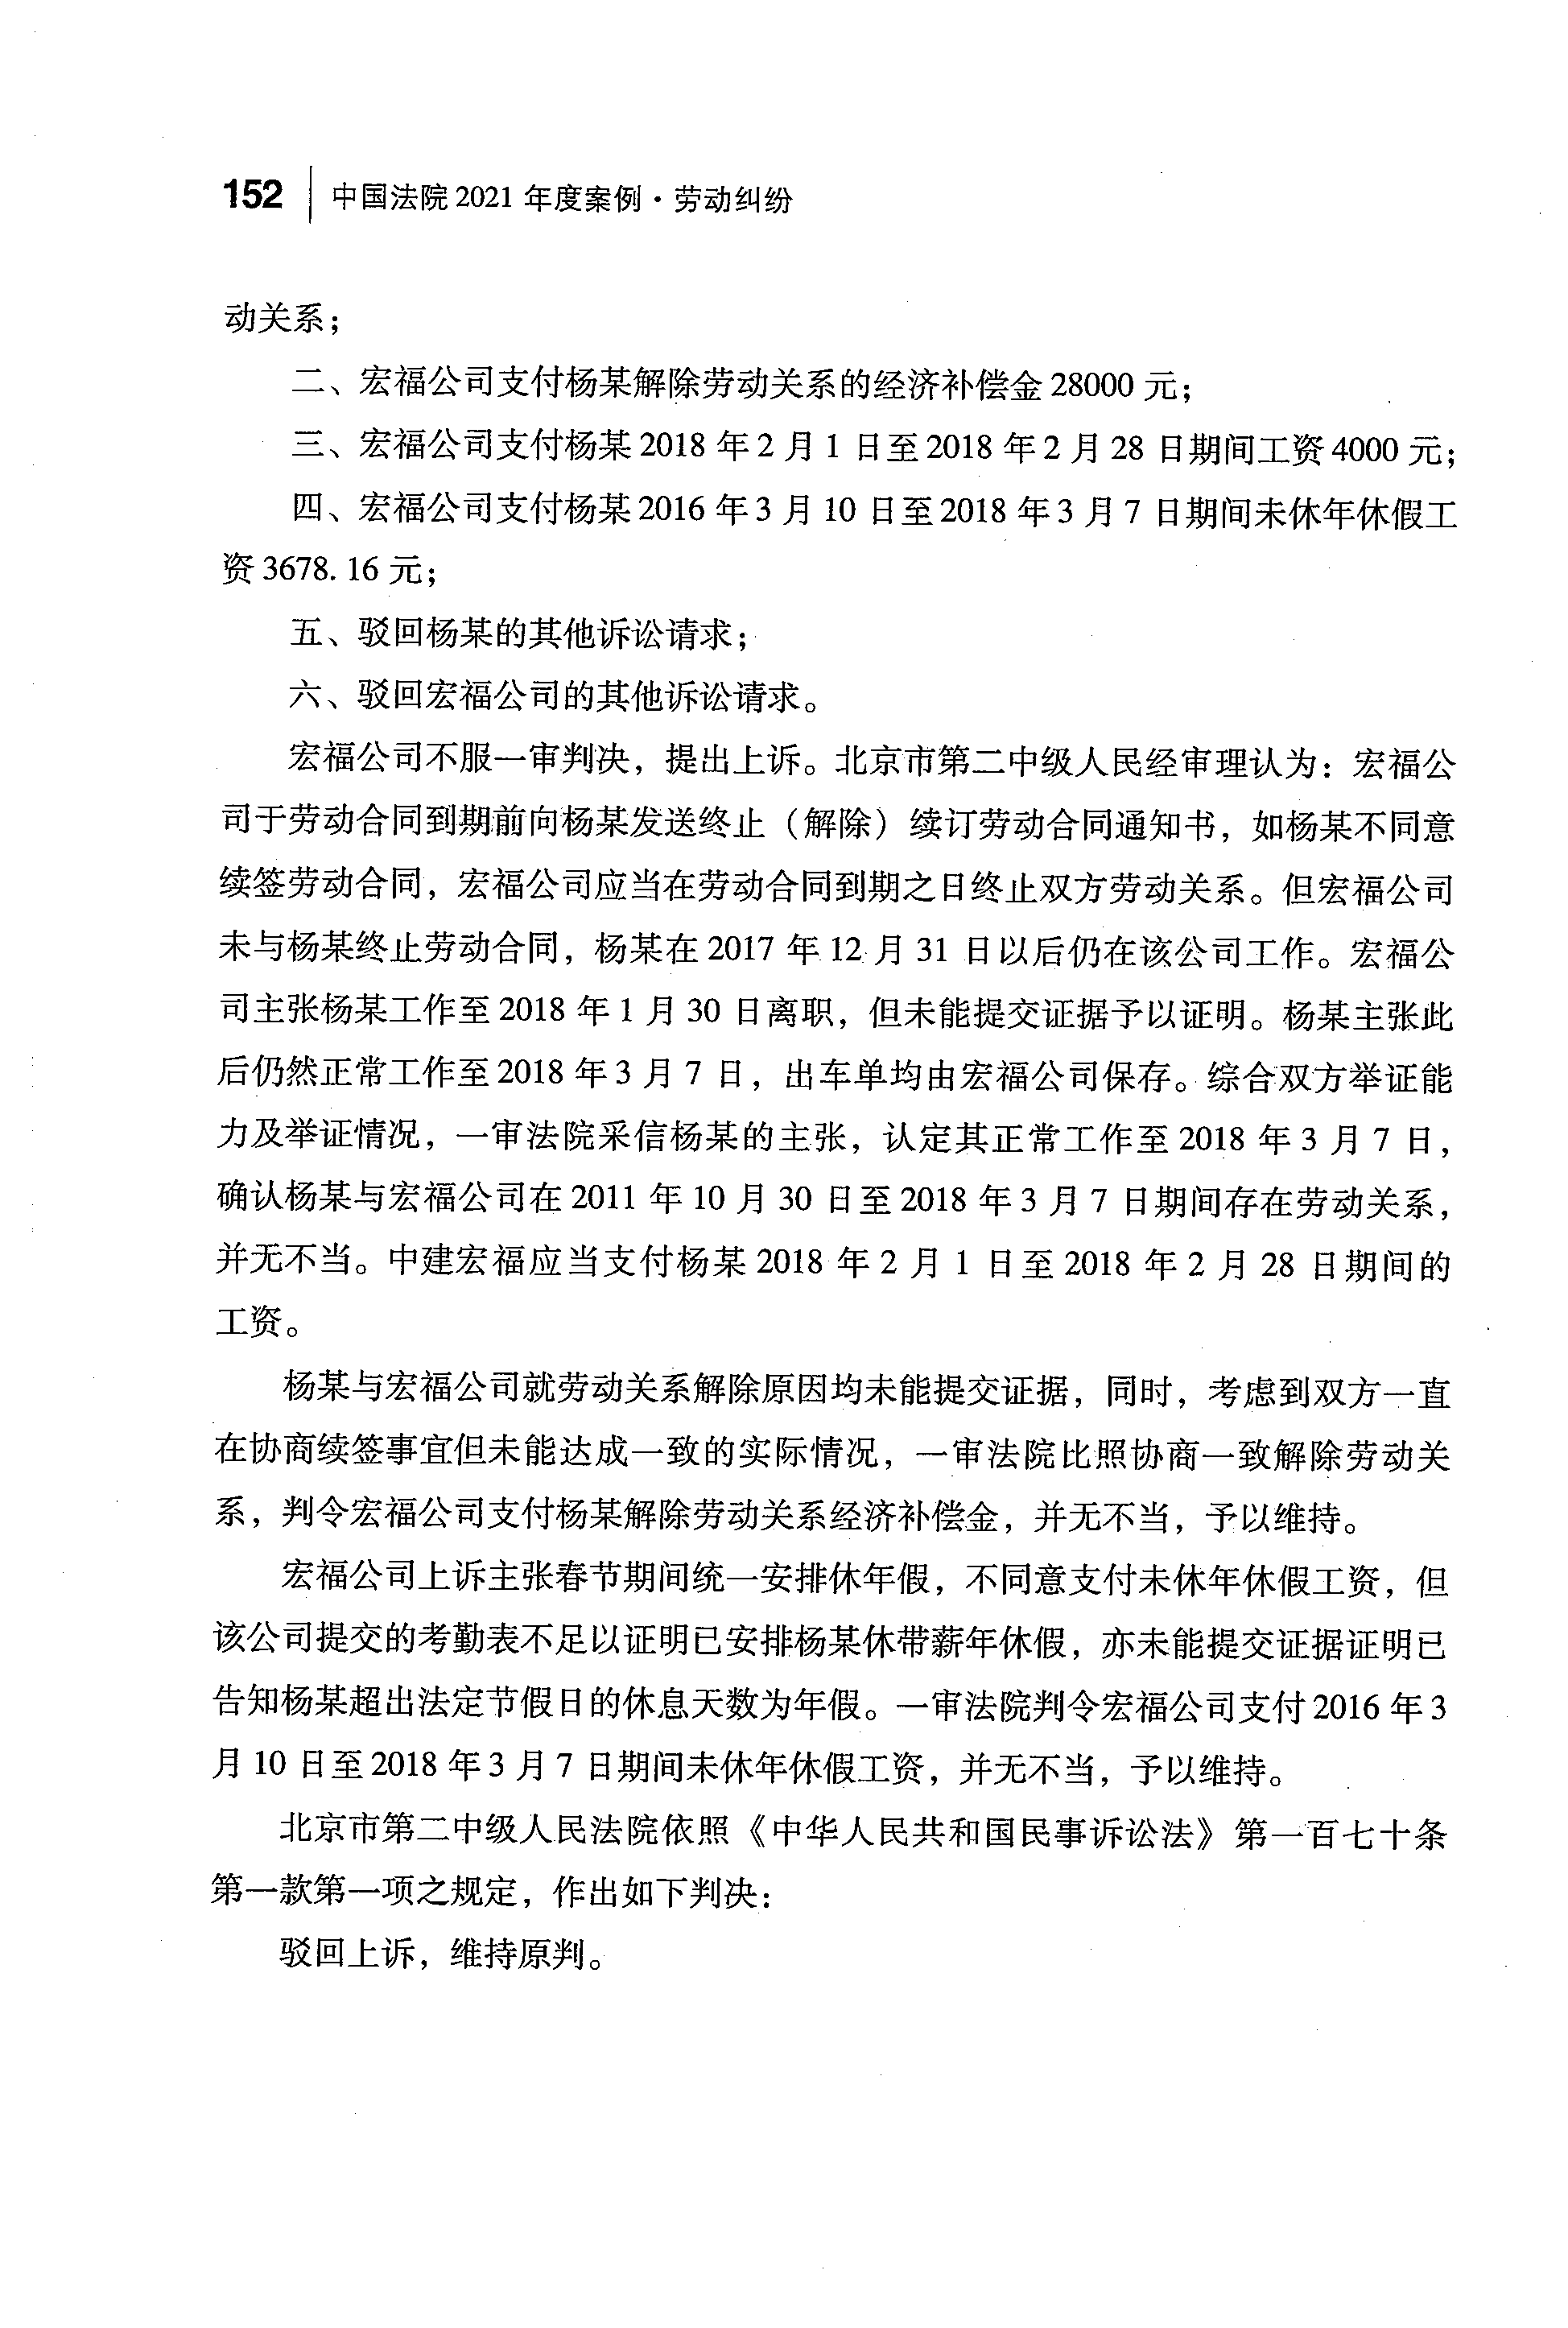 152 中国法院 2021 年度案例·劳动纠纷
动关系；
二、宏福公司支付杨某解除劳动关系的经济补偿金 28000 元；
三、宏福公司支付杨某 2018 年 2 月 1 日至 2018 年 2 月 28 日期间工资 4000 元；
四、宏福公司支付杨某 2016 年 3 月 10 日至 2018 年 3 月 7 日期间未休年休假工
资 3678. 16 元；
五、驳回杨某的其他诉讼请求；
六、驳回宏福公司的其他诉讼请求。
宏福公司不服一审判决，提出上诉。北京市第二中级人民经审理认为：宏福公
司于劳动合同到期前向杨某发送终止（解除）续订劳动合同通知书，如杨某不同意
续签劳动合同，宏福公司应当在劳动合同到期之日终止双方劳动关系。但宏福公司
未与杨某终止劳动合同，杨某在 2017 年 12 月 31 日以后仍在该公司工作。宏福公
司主张杨某工作至 2018 年 1 月 30 日离职，但未能提交证据予以证明。杨某主张此
后仍然正常工作至 2018 年 3 月 7 日，出车单均由宏福公司保存。综合双方举证能
力及举证情况，一审法院采信杨某的主张，认定其正常工作至 2018 年 3 月 7 日，
确认杨某与宏福公司在 2011 年 10 月 30 日至 2018 年 3 月 7 日期间存在劳动关系，
并无不当。中建宏福应当支付杨某 2018 年 2 月 1 日至 2018 年 2 月 28 日期间的
工资。
杨某与宏福公司就劳动关系解除原因均未能提交证据，同时，考虑到双方一直
在协商续签事宜但未能达成一致的实际情况，一审法院比照协商一致解除劳动关
系，判令宏福公司支付杨某解除劳动关系经济补偿金，并无不当，予以维持。
宏福公司上诉主张春节期间统一安排休年假，不同意支付未休年休假工资，但
该公司提交的考勤表不足以证明已安排杨某休带薪年休假，亦未能提交证据证明已
告知杨某超出法定节假日的休息天数为年假。一审法院判令宏福公司支付 2016 年 3
月 10 日至 2018 年 3 月 7 日期间未休年休假工资，并无不当，予以维持。
北京市第二中级人民法院依照《中华人民共和国民事诉讼法》第一百七十条
第一款第一项之规定，作出如下判决：
驳回上诉，维持原判。